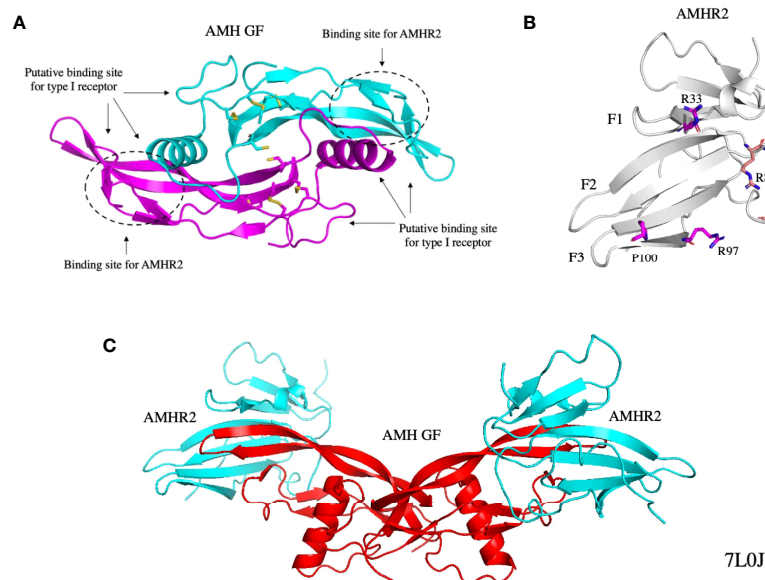 A
AMH GF
Binding site for AMHR2
Putative binding site
for type I receptor
Putative binding site
for type I receptor
Binding site for AMHR2
B
AMHR2
R33
F1
F2
F3
P100
R97
C
AMHR2
AMH GF
AMHR2
7L0J